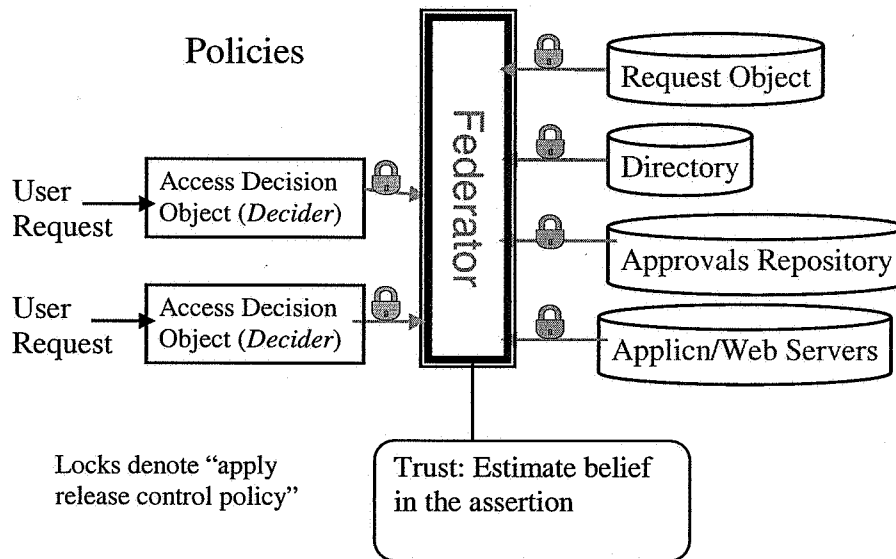 Policies
Federator
Request Object
Directory
Approvals Repository
Applicn/Web Servers
User
Request
Access Decision
Object (Decider)
User
Request
Access Decision
Object (Decider)
Locks denote “apply
release control policy”
Trust: Estimate belief
in the assertion